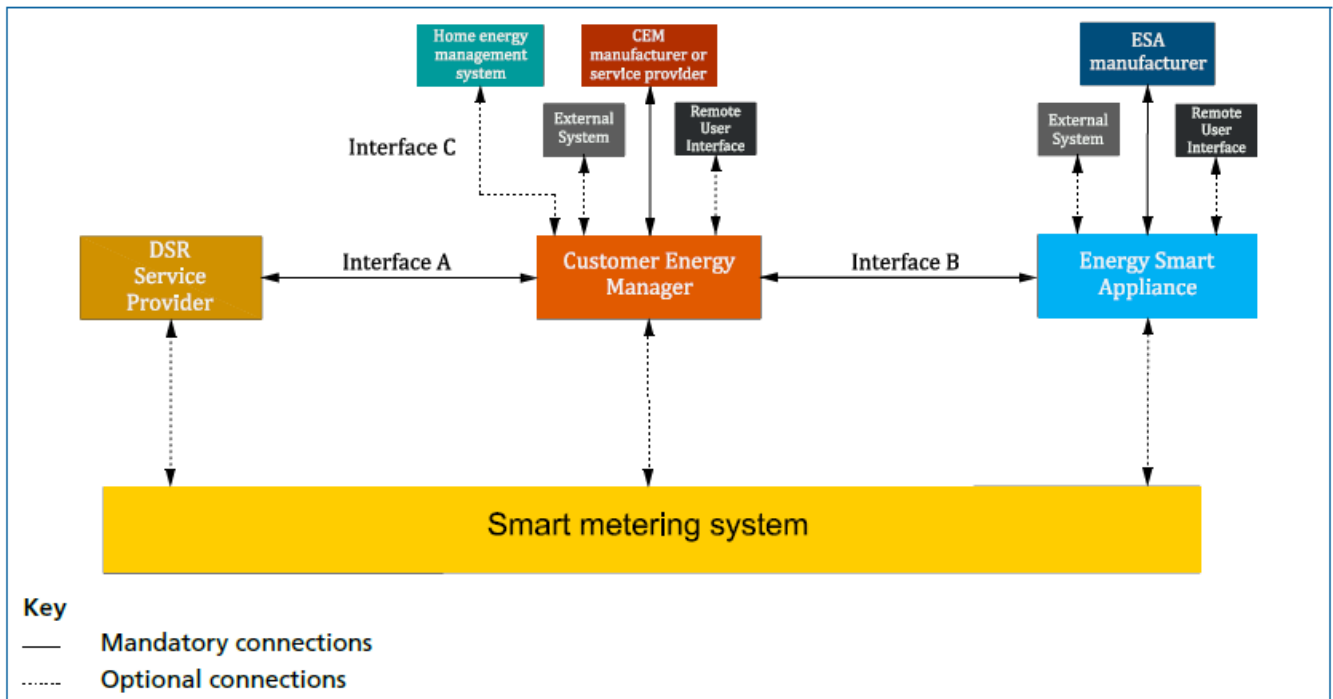 Home energy
management
system
CEM
manufacturer or
service provider
ESA
manufacturer
External
System
Remote
User
Interface
External
System
Remote
User
Interface
Interface C
DSR
Service
Provider
Interface A
Customer Energy
Manager
Interface B
Energy Smart
Appliance
Smart metering system
Key
Mandatory connections
Optional connections